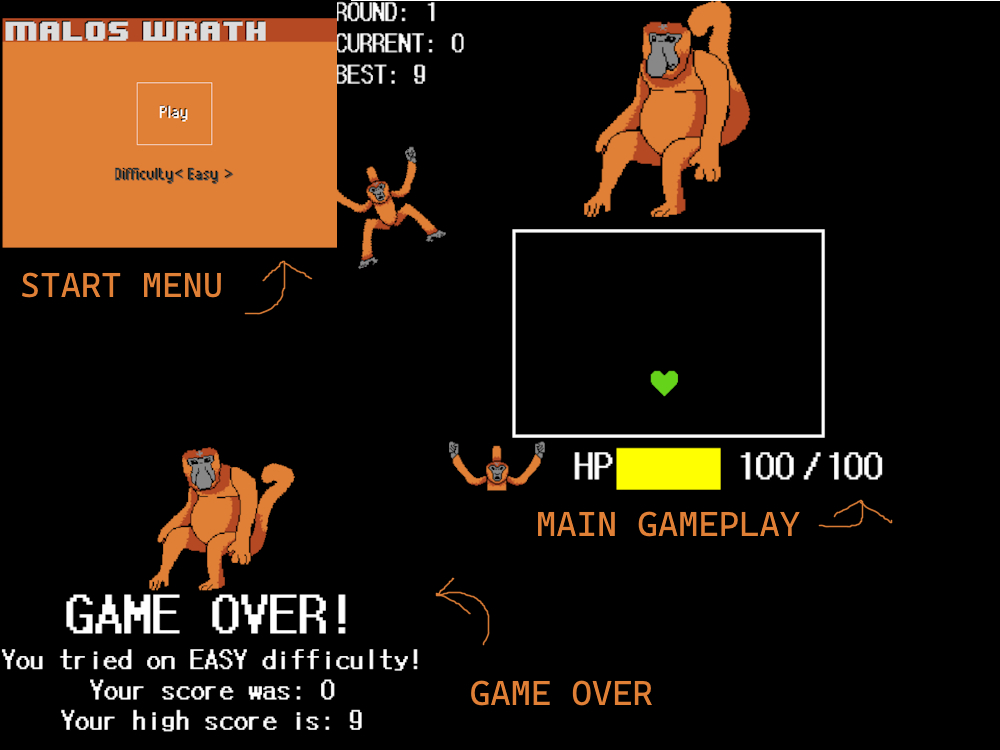 MALOS WRATH
Play
Difficulty< Easy >
START MENU
ROUND: 1
CURRENT: 0
BEST: 9
HP 100 / 100
MAIN GAMEPLAY
GAME OVER!
You tried on EASY difficulty!
Your score was: 0
Your high score is: 9
GAME OVER